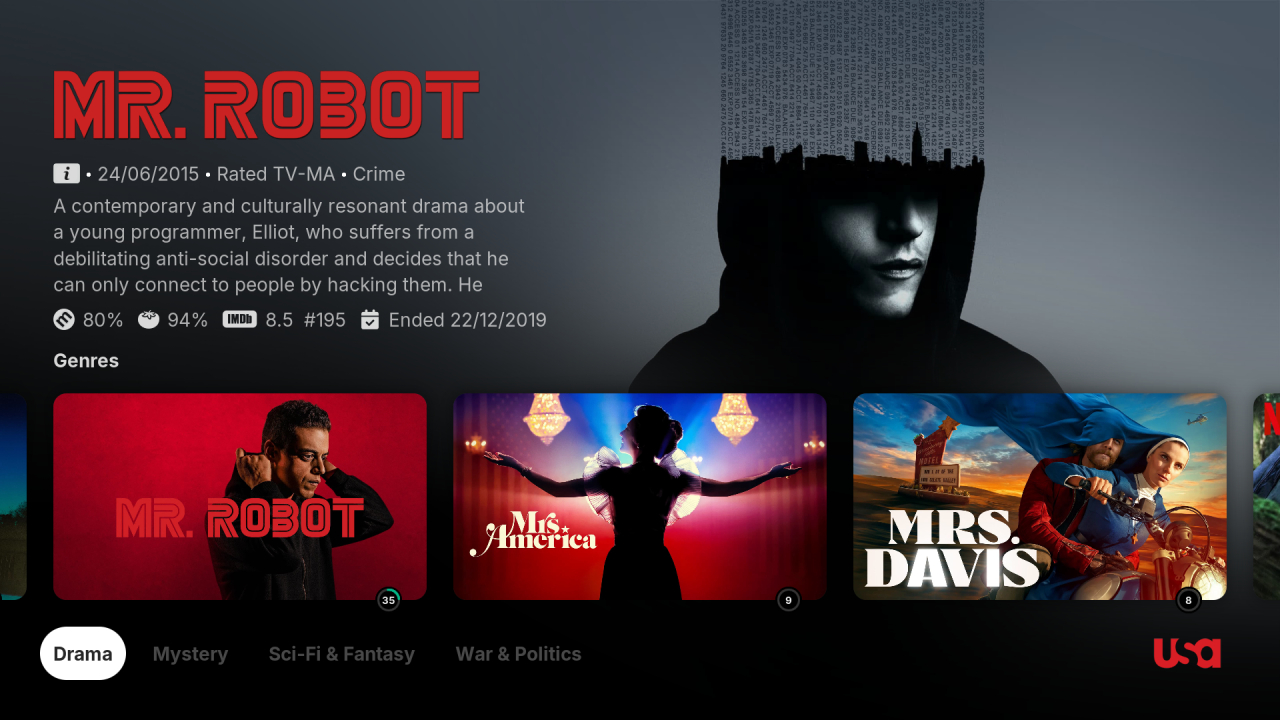 MR. ROBOT
i • 24/06/2015 • Rated TV-MA • Crime
A contemporary and culturally resonant drama about
a young programmer, Elliot, who suffers from a
debilitating anti-social disorder and decides that he
can only connect to people by hacking them. He
80% 94% IMDb 8.5 #195 Ended 22/12/2019
Genres
MR. ROBOT
35
Mrs. America
9
MOTEL
MRS.
DAVIS
8
Drama Mystery Sci-Fi & Fantasy War & Politics
usa